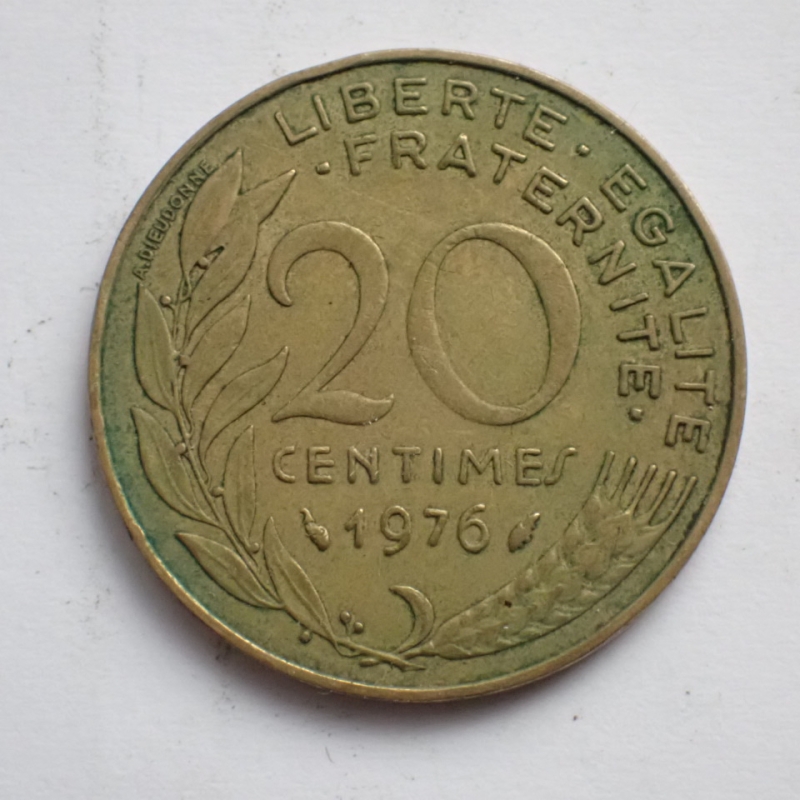 LIBERTE · EGALITE
· FRATERNITE ·
A.DIEUDONNE
20
CENTIMES
1976